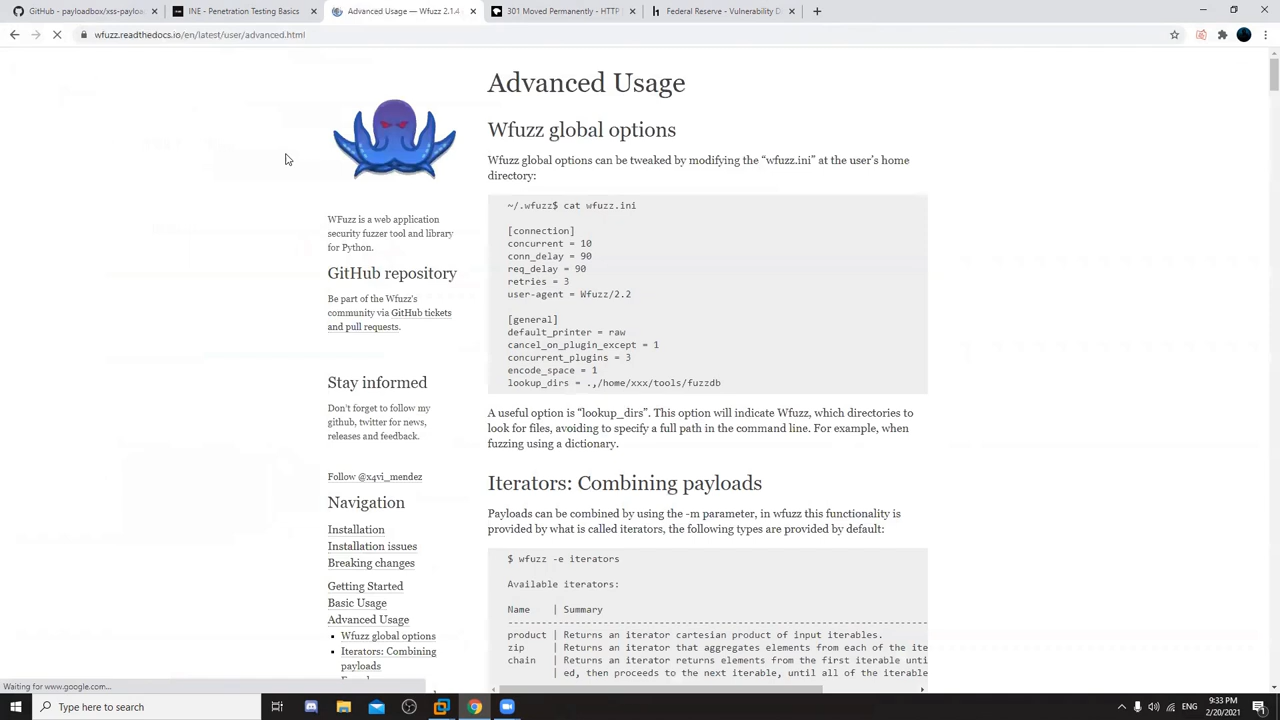 GitHub - payloadbox/xss-payloa
INE - Penetration Testing Basics
Advanced Usage — Wfuzz 2.1.4
301 Moved Permanently - HTTP
Federal Reserve - Vulnerability D
wfuzz.readthedocs.io/en/latest/user/advanced.html
WFuzz is a web application
security fuzzer tool and library
for Python.
GitHub repository
Be part of the Wfuzz's
community via GitHub tickets
and pull requests.
Stay informed
Don't forget to follow my
github, twitter for news,
releases and feedback.
Follow @x4vi_mendez
Navigation
Installation
Installation issues
Breaking changes
Getting Started
Basic Usage
Advanced Usage
Wfuzz global options
Iterators: Combining
payloads
Advanced Usage
Wfuzz global options
Wfuzz global options can be tweaked by modifying the “wfuzz.ini” at the user’s home
directory:
~/.wfuzz$ cat wfuzz.ini
[connection]
concurrent = 10
conn_delay = 90
req_delay = 90
retries = 3
user-agent = Wfuzz/2.2
[general]
default_printer = raw
cancel_on_plugin_except = 1
concurrent_plugins = 3
encode_space = 1
lookup_dirs = .,/home/xxx/tools/fuzzdb
A useful option is “lookup_dirs”. This option will indicate Wfuzz, which directories to
look for files, avoiding to specify a full path in the command line. For example, when
fuzzing using a dictionary.
Iterators: Combining payloads
Payloads can be combined by using the -m parameter, in wfuzz this functionality is
provided by what is called iterators, the following types are provided by default:
$ wfuzz -e iterators
Available iterators:
Name | Summary
product | Returns an iterator cartesian product of input iterables.
zip | Returns an iterator that aggregates elements from each of the ite
chain | Returns an iterator returns elements from the first iterable unti
| ed, then proceeds to the next iterable, until all of the iterable
Waiting for www.google.com...
Type here to search
ENG
9:33 PM
2/20/2021